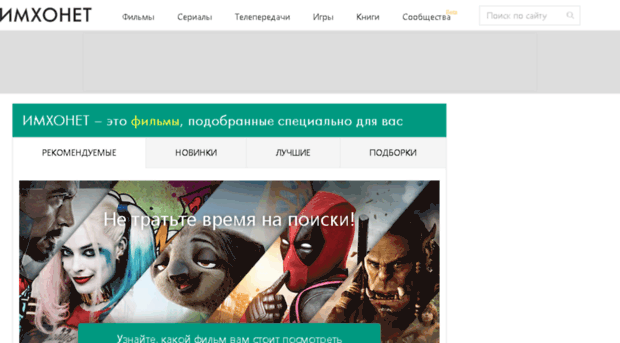 ИМХОНЕТ Фильмы Сериалы Телепередачи Игры Книги Сообщества Поиск по сайту
ИМХОНЕТ – это фильмы, подобранные специально для вас
РЕКОМЕНДУЕМЫЕ НОВИНКИ ЛУЧШИЕ ПОДБОРКИ
Не тратьте время на поиски!
Узнайте, какой фильм вам стоит посмотреть